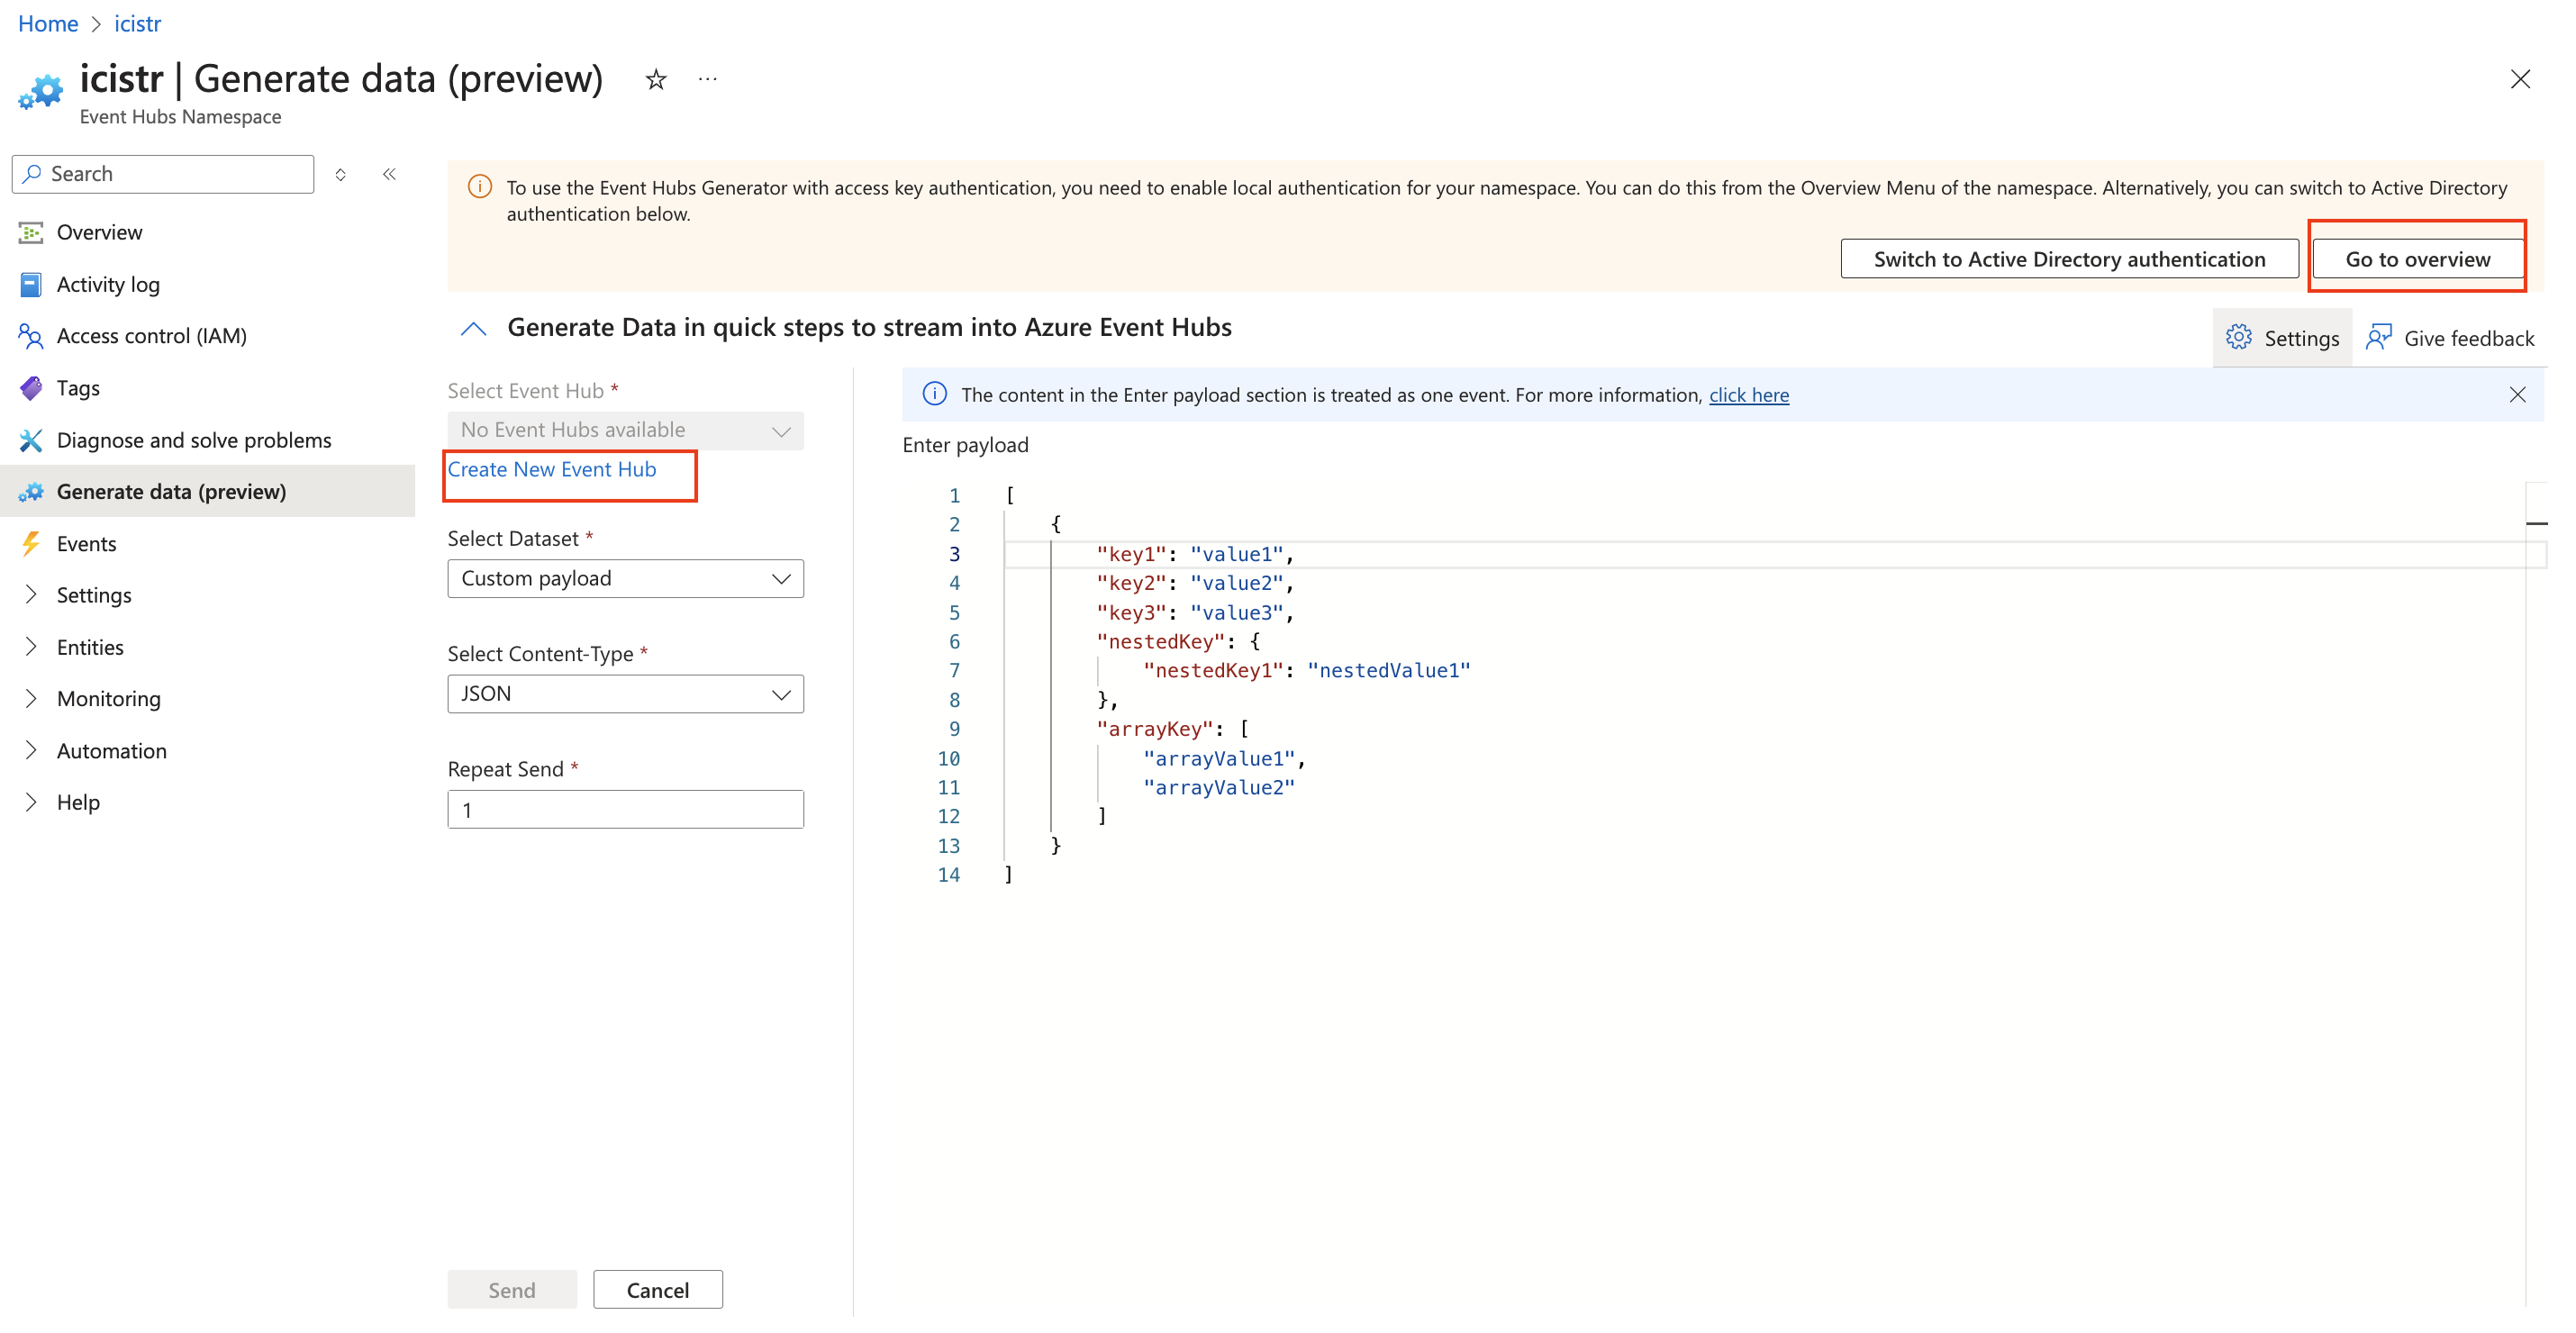 Home > icistr
icistr | Generate data (preview) ☆ ···
Event Hubs Namespace
Search
Overview
Activity log
Access control (IAM)
Tags
Diagnose and solve problems
Generate data (preview)
Events
Settings
Entities
Monitoring
Automation
Help
To use the Event Hubs Generator with access key authentication, you need to enable local authentication for your namespace. You can do this from the Overview Menu of the namespace. Alternatively, you can switch to Active Directory
authentication below.
Switch to Active Directory authentication
Go to overview
Generate Data in quick steps to stream into Azure Event Hubs
Settings
Give feedback
Select Event Hub *
No Event Hubs available
Create New Event Hub
Select Dataset *
Custom payload
Select Content-Type *
JSON
Repeat Send *
1
Send
Cancel
The content in the Enter payload section is treated as one event. For more information, click here
Enter payload
1 [
2 {
3 "key1": "value1",
4 "key2": "value2",
5 "key3": "value3",
6 "nestedKey": {
7 "nestedKey1": "nestedValue1"
8 },
9 "arrayKey": [
10 "arrayValue1",
11 "arrayValue2"
12 ]
13 }
14 ]